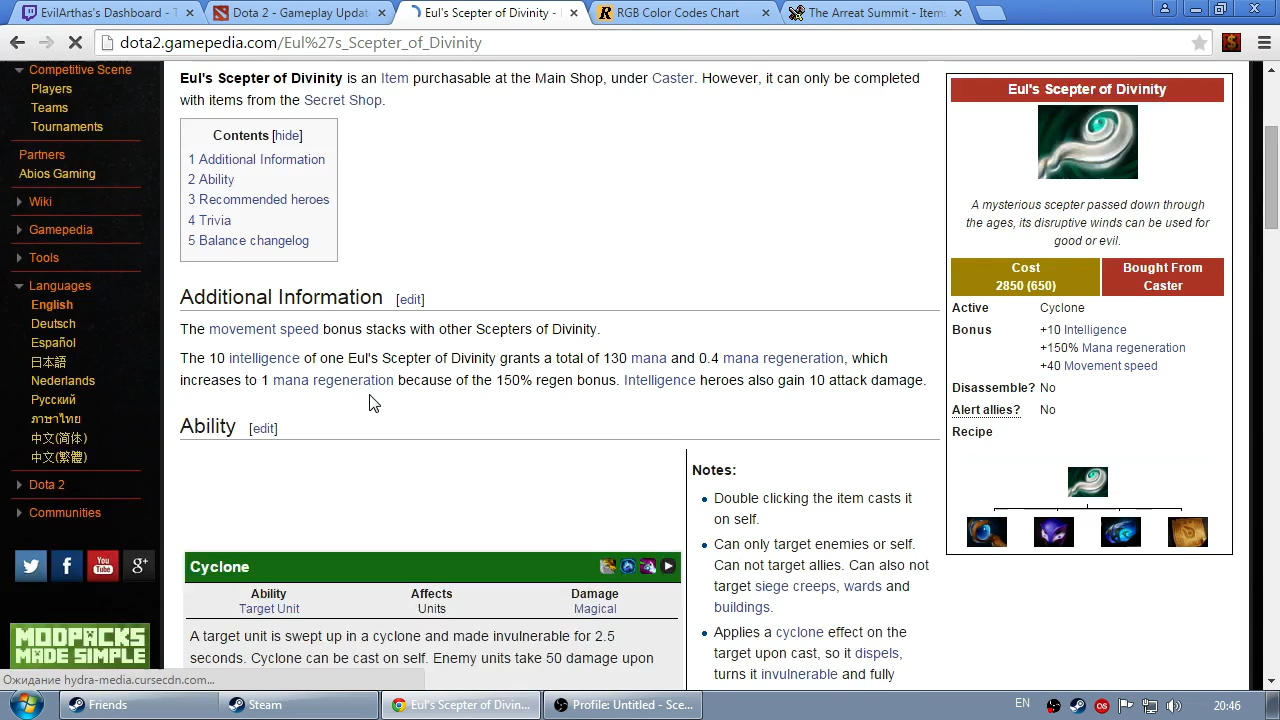 EvilArthas's Dashboard - T
Dota 2 - Gameplay Updat
Eul's Scepter of Divinity -
RGB Color Codes Chart
The Arreat Summit - Items
dota2.gamepedia.com/Eul%27s_Scepter_of_Divinity
Competitive Scene
Players
Teams
Tournaments
Partners
Abios Gaming
Wiki
Gamepedia
Tools
Languages
English
Deutsch
Español
日本語
Nederlands
Русский
ภาษาไทย
中文(简体)
中文(繁體)
Dota 2
Communities
You
Tube
g+
MODPACKS
MADE SIMPLE
Eul's Scepter of Divinity is an Item purchasable at the Main Shop, under Caster. However, it can only be completed
with items from the Secret Shop.
Contents [hide]
1 Additional Information
2 Ability
3 Recommended heroes
4 Trivia
5 Balance changelog
Additional Information [edit]
The movement speed bonus stacks with other Scepters of Divinity.
The 10 intelligence of one Eul's Scepter of Divinity grants a total of 130 mana and 0.4 mana regeneration, which
increases to 1 mana regeneration because of the 150% regen bonus. Intelligence heroes also gain 10 attack damage.
Ability [edit]
Cyclone
Ability
Target Unit
Affects
Units
Damage
Magical
A target unit is swept up in a cyclone and made invulnerable for 2.5
seconds. Cyclone can be cast on self. Enemy units take 50 damage upon
Notes:
Double clicking the item casts it
on self.
Can only target enemies or self.
Can not target allies. Can also not
target siege creeps, wards and
buildings.
Applies a cyclone effect on the
target upon cast, so it dispels,
turns it invulnerable and fully
Eul's Scepter of Divinity
A mysterious scepter passed down through
the ages, its disruptive winds can be used for
good or evil.
Cost
2850 (650)
Bought From
Caster
Active Cyclone
Bonus +10 Intelligence
+150% Mana regeneration
+40 Movement speed
Disassemble? No
Alert allies? No
Recipe
Ожидание hydra-media.cursecdn.com...
Friends
Steam
Eul's Scepter of Divin...
Profile: Untitled - Sce...
EN
20:46